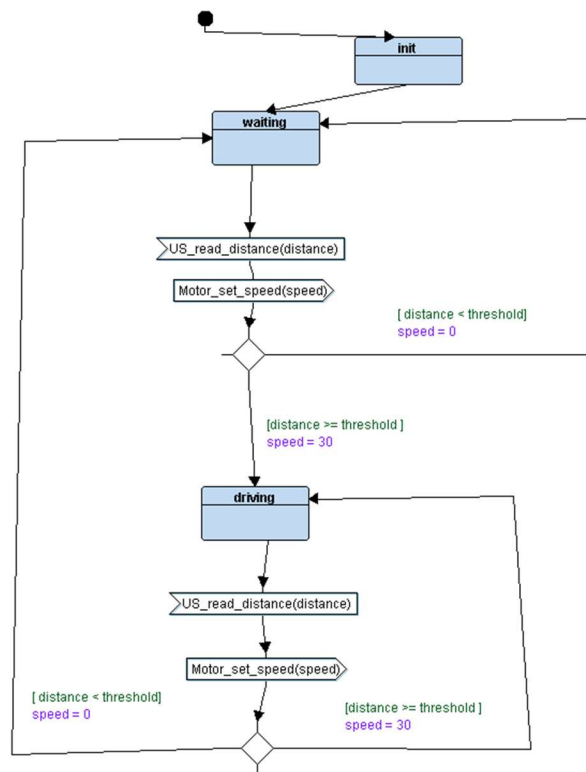 init
waiting
US_read_distance(distance)
Motor_set_speed(speed)
[ distance < threshold]
speed = 0
[distance >= threshold ]
speed = 30
driving
US_read_distance(distance)
Motor_set_speed(speed)
[ distance < threshold]
speed = 0
[distance >= threshold ]
speed = 30